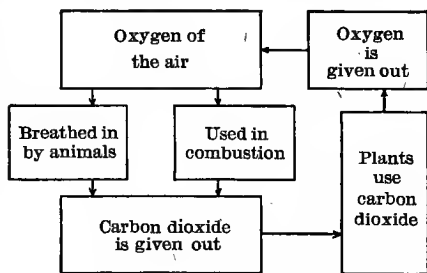 Oxygen of
the air
Oxygen
is
given out
Breathed in
by animals
Used in
combustion
Plants
use
carbon
dioxide
Carbon dioxide
is given out